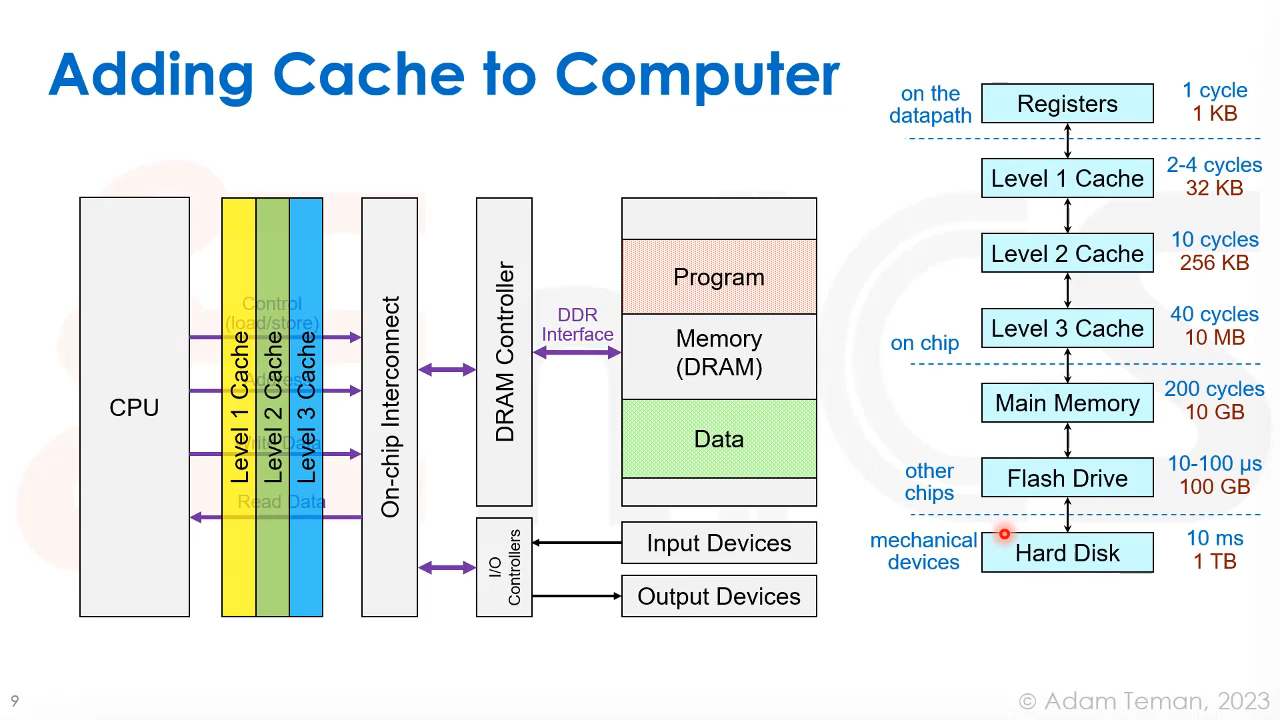 Adding Cache to Computer
CPU
Control
(load/store)
Write Data
Read Data
Level 1 Cache
Level 2 Cache
Level 3 Cache
On-chip Interconnect
DRAM Controller
I/O
Controllers
DDR
Interface
Program
Memory
(DRAM)
Data
Input Devices
Output Devices
on the
datapath
Registers
1 cycle
1 KB
Level 1 Cache
2-4 cycles
32 KB
Level 2 Cache
10 cycles
256 KB
on chip
Level 3 Cache
40 cycles
10 MB
Main Memory
200 cycles
10 GB
other
chips
Flash Drive
10-100 µs
100 GB
mechanical
devices
Hard Disk
10 ms
1 TB
9
© Adam Teman, 2023